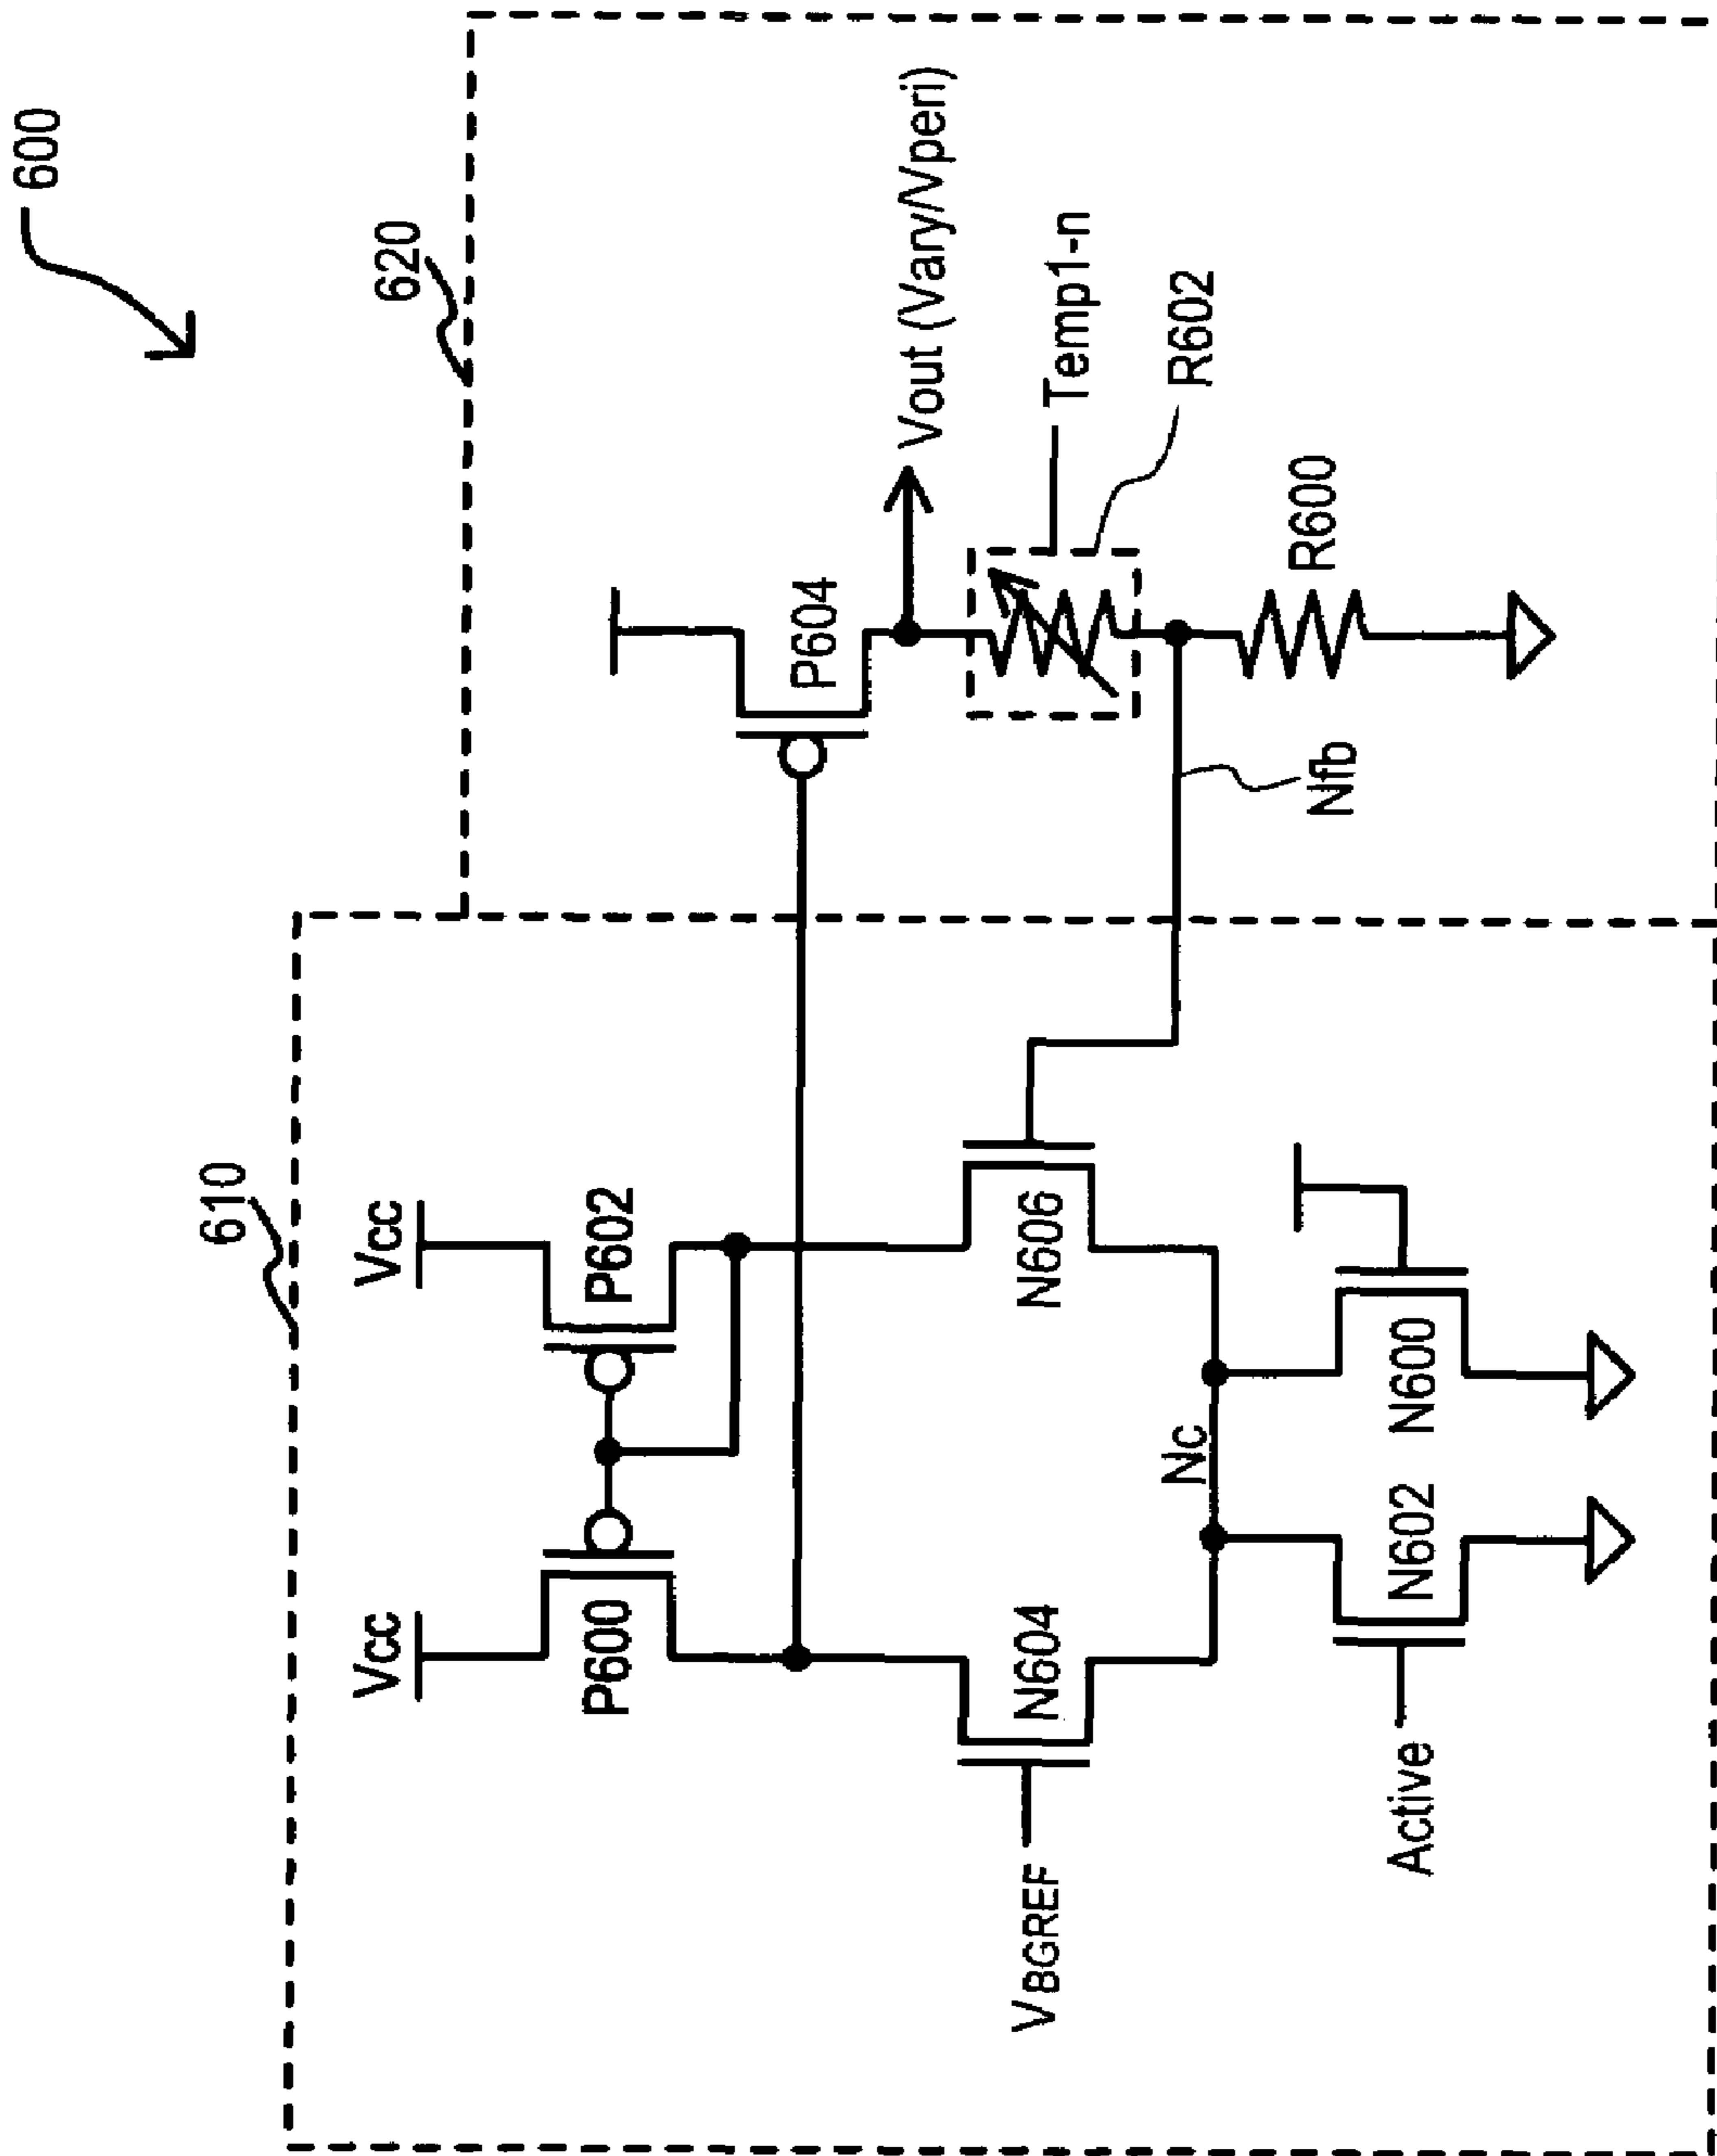 600
620
610
Vcc
Vcc
P600
P602
P604
Vout (Vary/Vperi)
Temp1-n
R602
R600
Nfb
N604
N606
VBGREF
Nc
N602
N600
Active